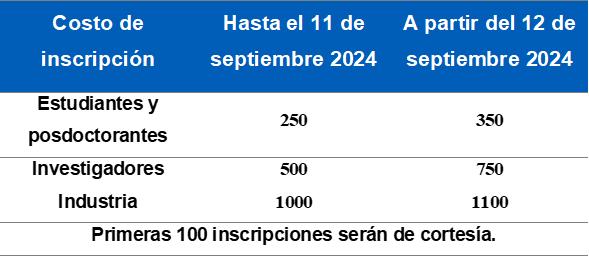 Costo de Hasta el 11 de A partir del 12 de
inscripción septiembre 2024 septiembre 2024
Estudiantes y
posdoctorantes 250 350
Investigadores 500 750
Industria 1000 1100
Primeras 100 inscripciones serán de cortesía.